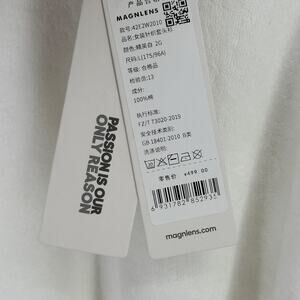 产品合格证
MAGNLENS
款号:42E2W2010
品名:女装针织套头衫
颜色:精英白 2G
尺码:L(175/96A)
等级:合格品
检验员:13
成分:
100%棉
执行标准:
FZ/T 73020-2019
安全技术类别:
GB 18401-2010 B类
洗涤说明:
零售价 ¥499.00
6 931782 852935
magnlens.com
PASSION IS OUR
ONLY REASON